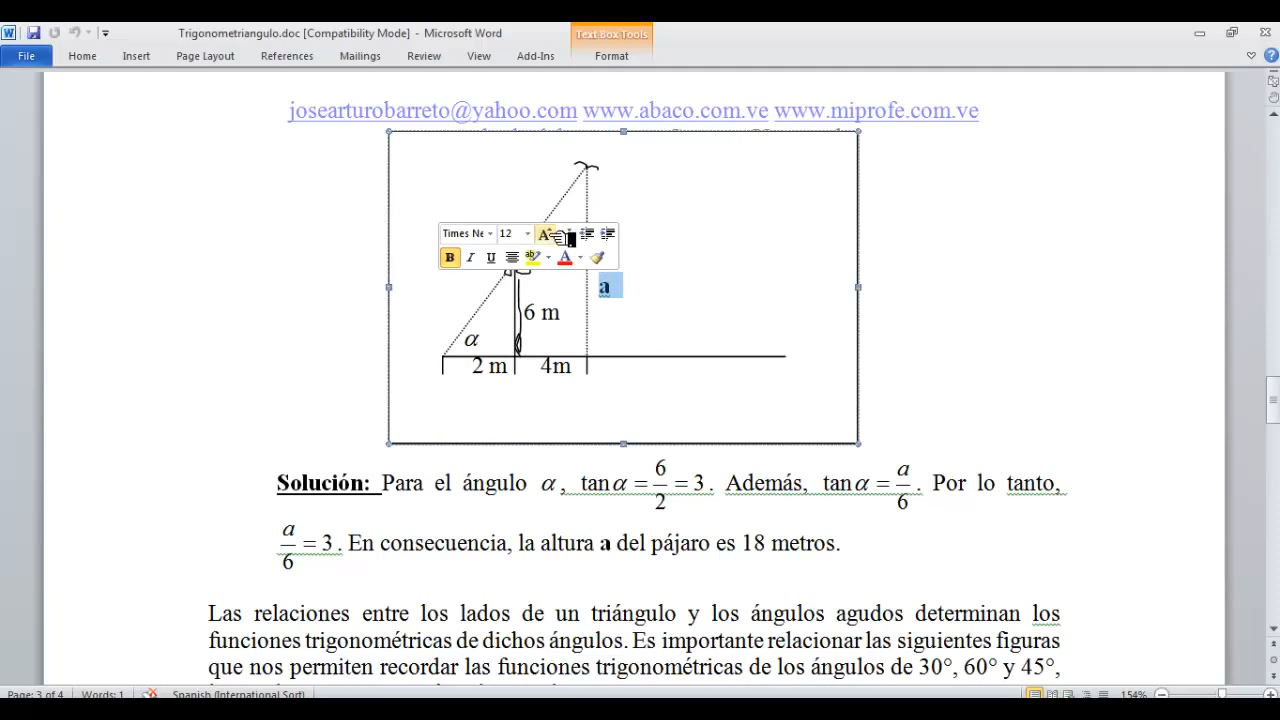 Trigonometriangulo.doc [Compatibility Mode] - Microsoft Word
Text Box Tools
File Home Insert Page Layout References Mailings Review View Add-Ins Format
josearturobarreto@yahoo.com www.abaco.com.ve www.miprofe.com.ve
Times Ne 12 A
B I U ab A
a
6 m
α
2 m 4m
Solución: Para el ángulo α, tan α = 6/2 = 3. Además, tan α = a/6. Por lo tanto,
a/6 = 3. En consecuencia, la altura a del pájaro es 18 metros.
Las relaciones entre los lados de un triángulo y los ángulos agudos determinan los
funciones trigonométricas de dichos ángulos. Es importante relacionar las siguientes figuras
que nos permiten recordar las funciones trigonométricas de los ángulos de 30°, 60° y 45°,
Page: 3 of 4 Words: 1 Spanish (International Sort) 154%